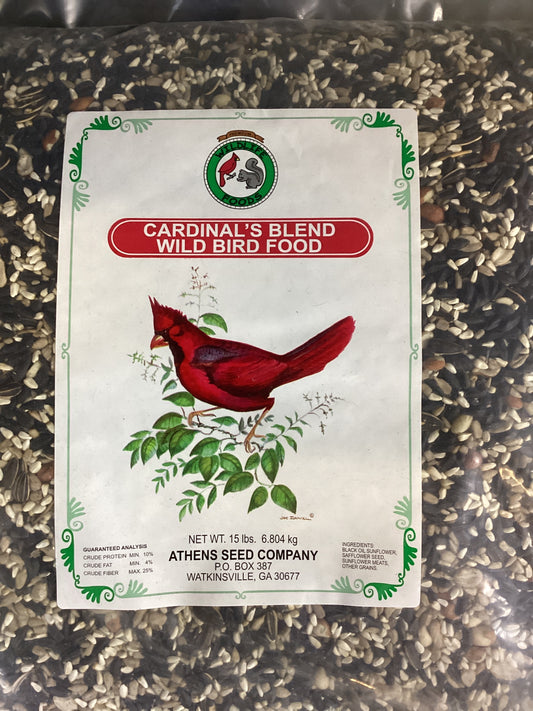 WILDLIFE
FOODS
CARDINAL'S BLEND
WILD BIRD FOOD
NET WT. 15 lbs. 6.804 kg
ATHENS SEED COMPANY
P.O. BOX 387
WATKINSVILLE, GA 30677
GUARANTEED ANALYSIS
CRUDE PROTEIN MIN. 10%
CRUDE FAT MIN. 4%
CRUDE FIBER MAX. 25%
INGREDIENTS:
BLACK OIL SUNFLOWER,
SAFFLOWER SEED,
SUNFLOWER MEATS,
OTHER GRAINS.